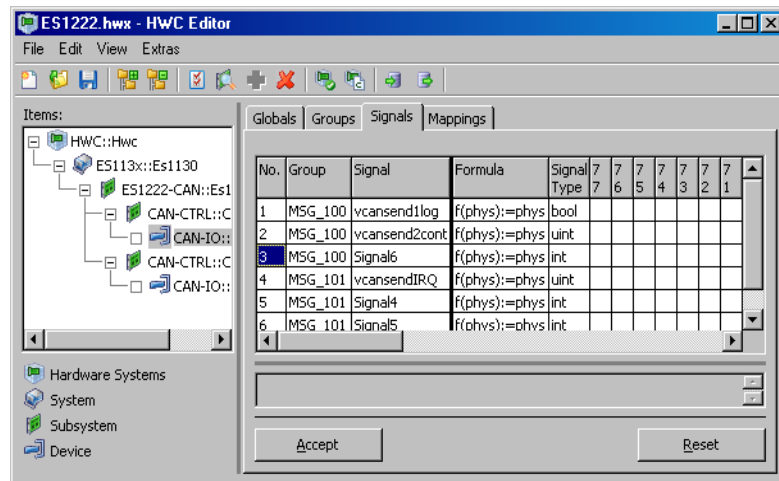 ES1222.hwx - HWC Editor
File Edit View Extras
Items:
HWC::Hwc
ES113x::Es1130
ES1222-CAN::Es1
CAN-CTRL::C
CAN-IO::
CAN-CTRL::C
CAN-IO::
Hardware Systems
System
Subsystem
Device
Globals Groups Signals Mappings
No. Group Signal Formula Signal Type 7 7 7 6 7 5 7 4 7 3 7 2 7 1
1 MSG_100 vcansend1log f(phys):=phys bool
2 MSG_100 vcansend2cont f(phys):=phys uint
3 MSG_100 Signal6 f(phys):=phys int
4 MSG_101 vcansendIRQ f(phys):=phys uint
5 MSG_101 Signal4 f(phys):=phys int
6 MSG_101 Signal5 f(phys):=phys int
Accept Reset